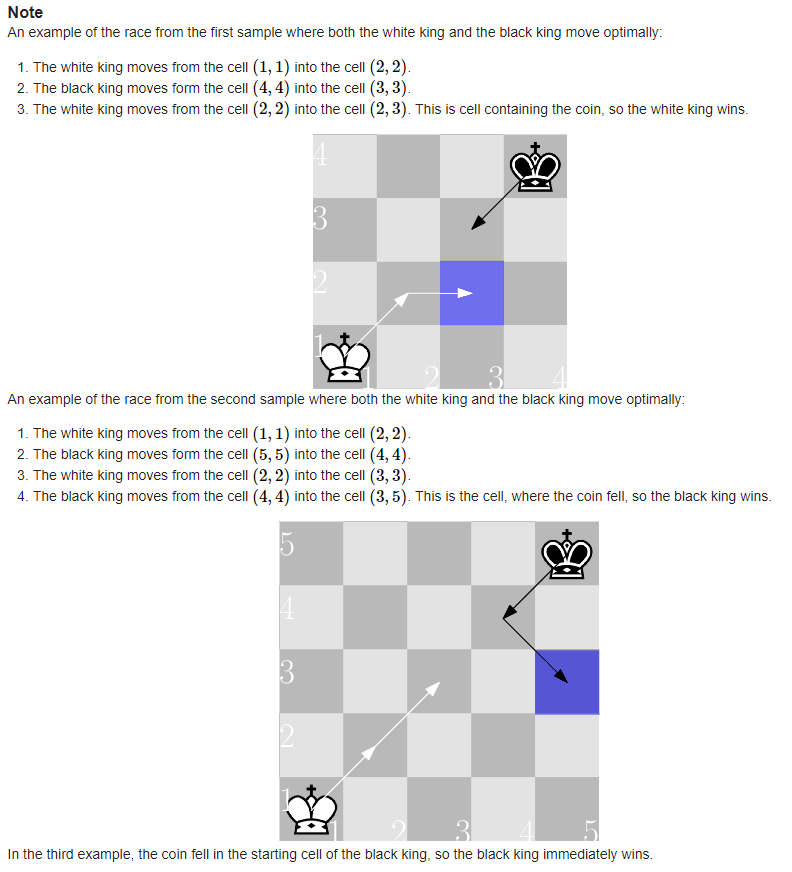 Note
An example of the race from the first sample where both the white king and the black king move optimally:
1. The white king moves from the cell (1, 1) into the cell (2, 2).
2. The black king moves form the cell (4, 4) into the cell (3, 3).
3. The white king moves from the cell (2, 2) into the cell (2, 3). This is cell containing the coin, so the white king wins.
4
3
2
1
1 2 3 4
An example of the race from the second sample where both the white king and the black king move optimally:
1. The white king moves from the cell (1, 1) into the cell (2, 2).
2. The black king moves form the cell (5, 5) into the cell (4, 4).
3. The white king moves from the cell (2, 2) into the cell (3, 3).
4. The black king moves from the cell (4, 4) into the cell (3, 5). This is the cell, where the coin fell, so the black king wins.
5
4
3
2
1
1 2 3 4 5
In the third example, the coin fell in the starting cell of the black king, so the black king immediately wins.